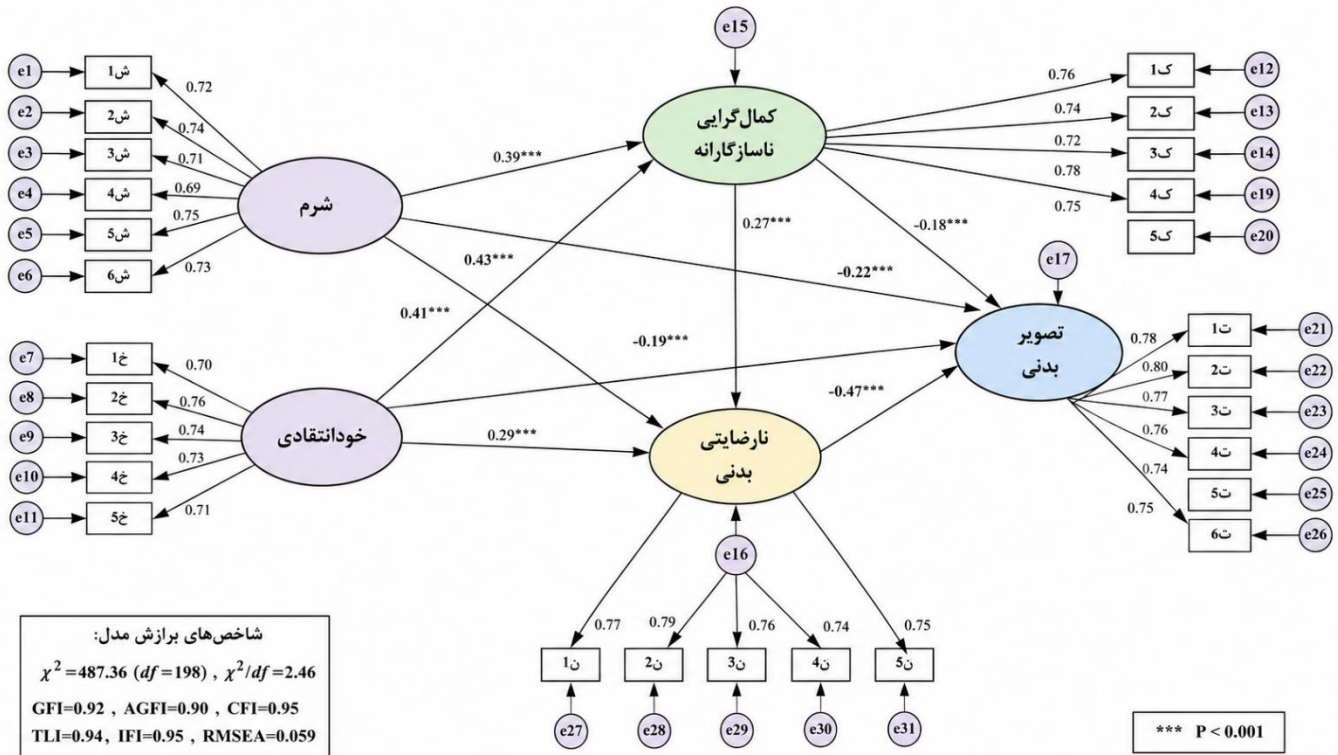 e15
e1
ش1
0.72
e2
ش2
0.74
e3
ش3
0.71
e4
ش4
0.69
e5
ش5
0.75
e6
ش6
0.73
شرم
کمال‌گرایی
ناسازگارانه
0.76
ک1
e12
0.74
ک2
e13
0.72
ک3
e14
0.78
ک4
e19
0.75
ک5
e20
0.39***
0.27***
-0.18***
-0.22***
0.43***
0.41***
-0.19***
-0.47***
0.29***
e17
تصویر
بدنی
0.78
ت1
e21
0.80
ت2
e22
0.77
ت3
e23
0.76
ت4
e24
0.74
ت5
e25
0.75
ت6
e26
e7
خ1
0.70
e8
خ2
0.76
e9
خ3
0.74
e10
خ4
0.73
e11
خ5
0.71
خودانتقادی
نارضایتی
بدنی
e16
0.77
0.79
0.76
0.74
0.75
ن1
ن2
ن3
ن4
ن5
e27
e28
e29
e30
e31
شاخص‌های برازش مدل:
χ²=487.36 (df=198) , χ²/df=2.46
GFI=0.92 , AGFI=0.90 , CFI=0.95
TLI=0.94, IFI=0.95 , RMSEA=0.059
*** P < 0.001